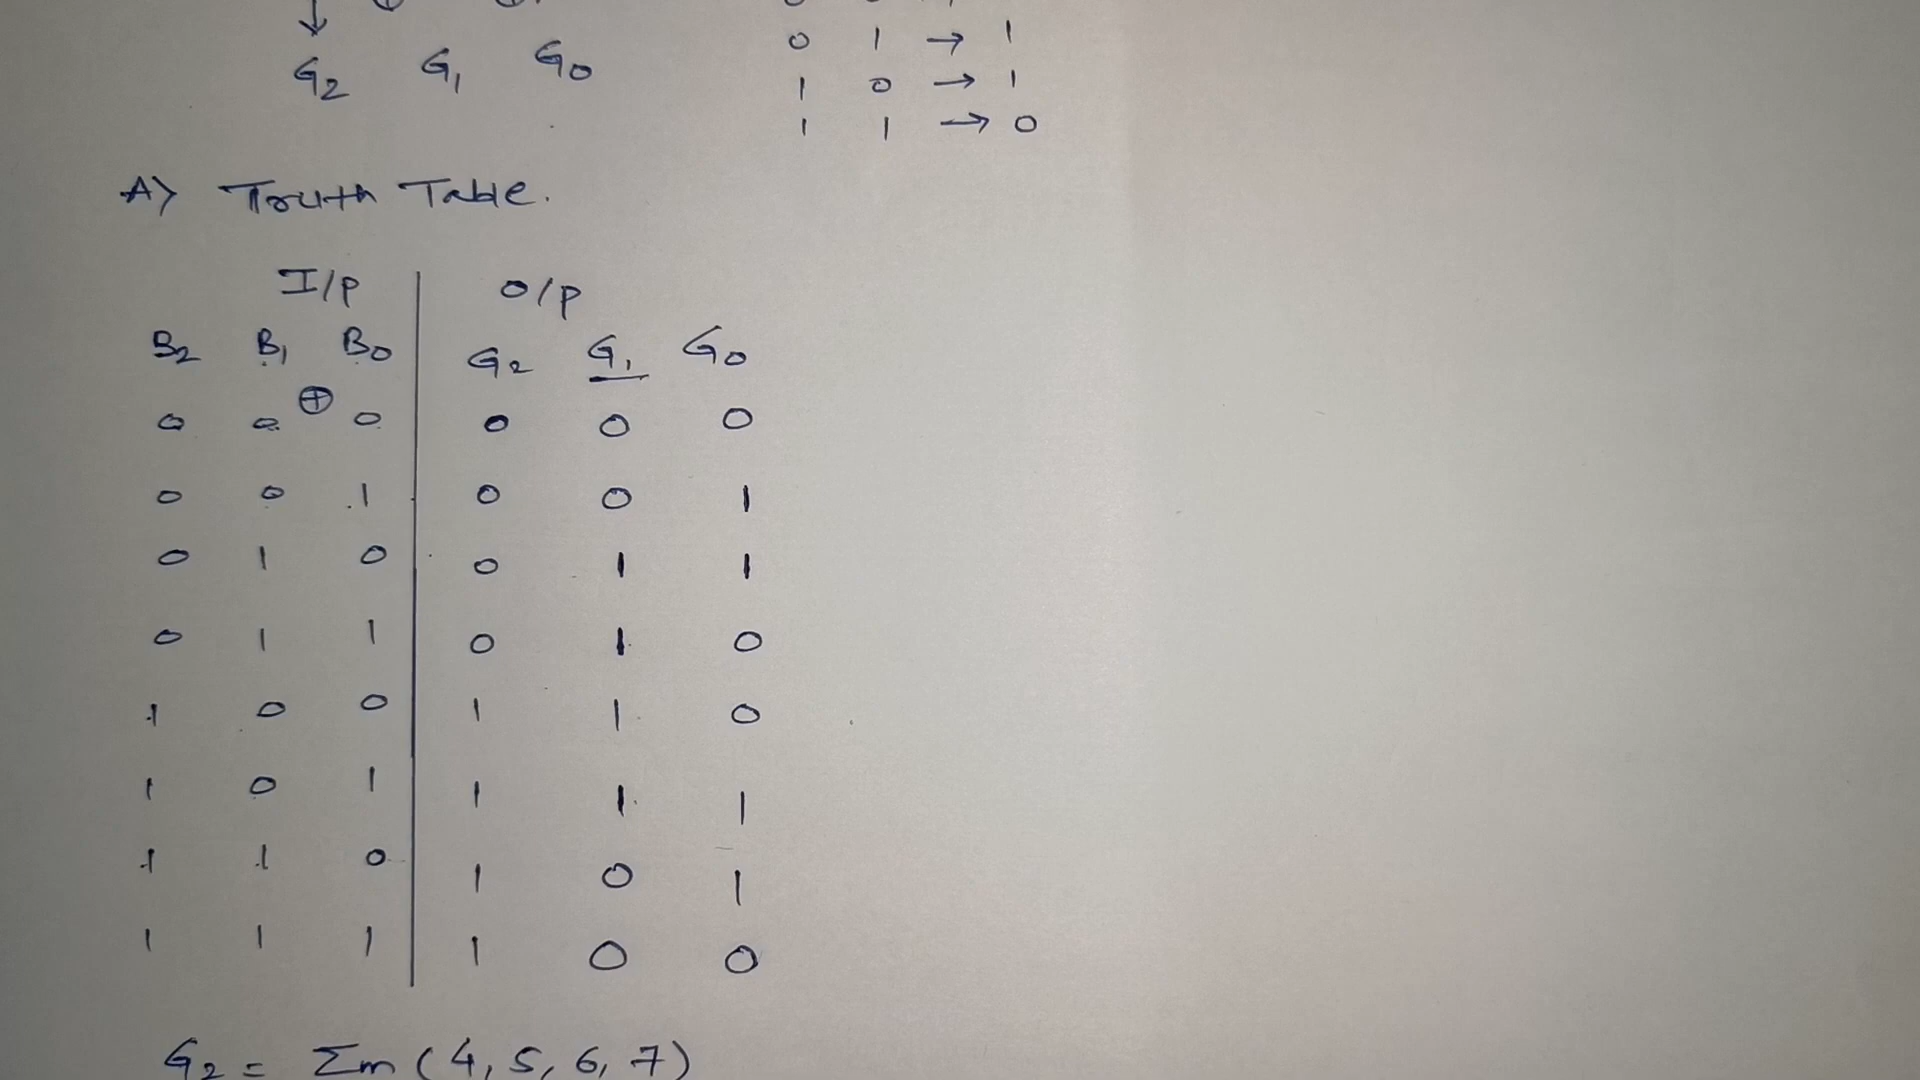 ↓ ⊕ ⊕
G2 G1 G0
0 1 → 1
1 0 → 1
1 1 → 0
A) Truth Table.
I/P O/P
B2 B1 B0 G2 G1 G0
0 0 ⊕ 0 0 0 0
0 0 1 0 0 1
0 1 0 0 1 1
0 1 1 0 1 0
1 0 0 1 1 0
1 0 1 1 1 1
1 1 0 1 0 1
1 1 1 1 0 0
G2 = Σm (4, 5, 6, 7)